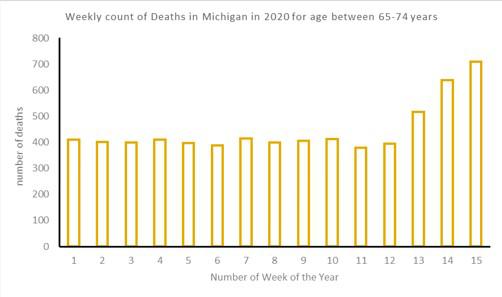 Weekly count of Deaths in Michigan in 2020 for age between 65-74 years
800
700
600
500
400
300
200
100
0
number of deaths
1 2 3 4 5 6 7 8 9 10 11 12 13 14 15
Number of Week of the Year